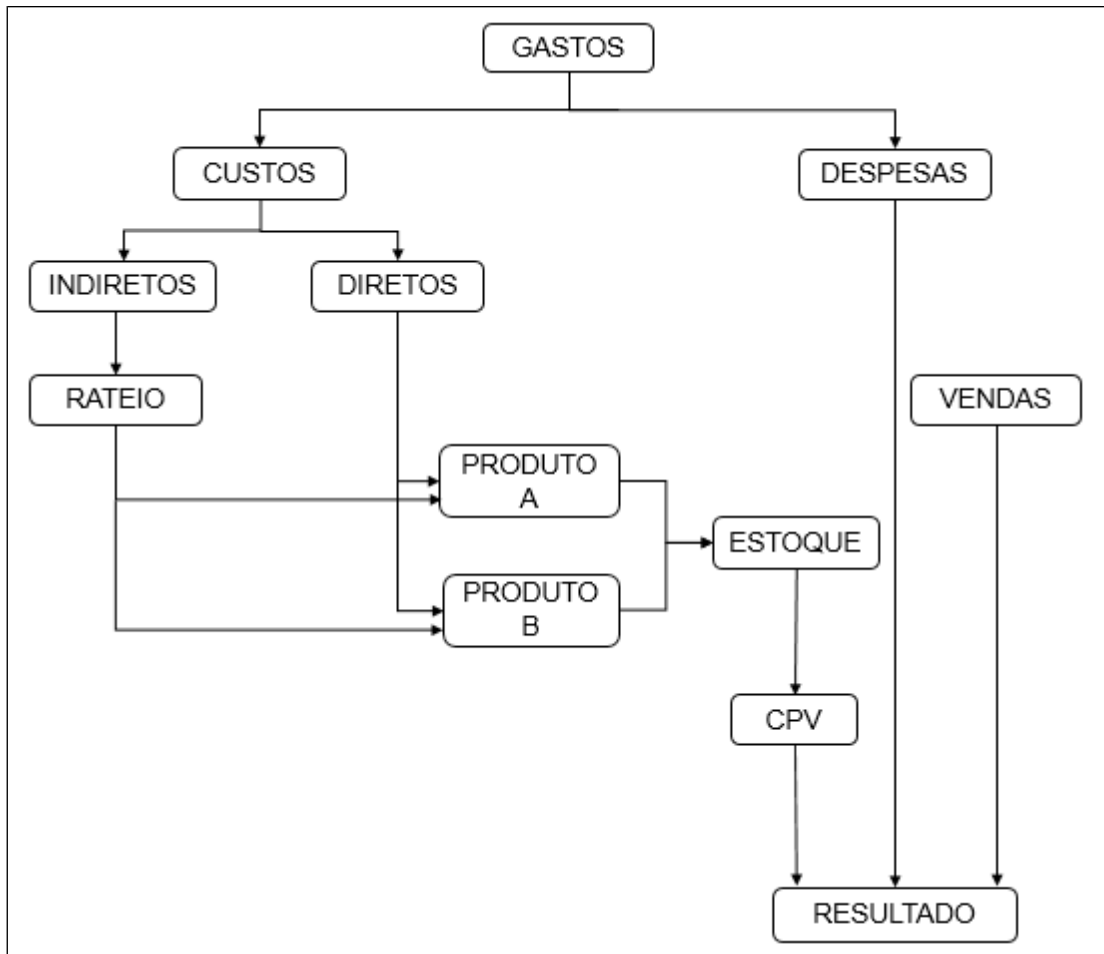 GASTOS
CUSTOS
DESPESAS
INDIRETOS
DIRETOS
RATEIO
VENDAS
PRODUTO
A
ESTOQUE
PRODUTO
B
CPV
RESULTADO